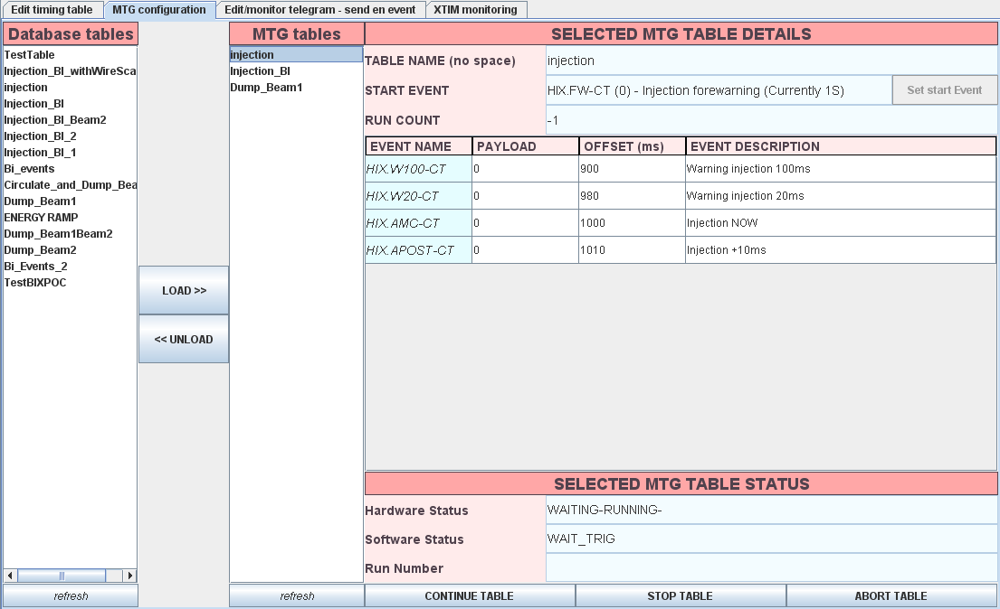 Edit timing table
MTG configuration
Edit/monitor telegram - send en event
XTIM monitoring
Database tables
TestTable
Injection_BI_withWireSca
injection
Injection_BI
Injection_BI_Beam2
Injection_BI_2
Injection_BI_1
Bi_events
Circulate_and_Dump_Bea
Dump_Beam1
ENERGY RAMP
Dump_Beam1Beam2
Dump_Beam2
Bi_Events_2
TestBIXPOC
refresh
LOAD >>
<< UNLOAD
MTG tables
injection
Injection_BI
Dump_Beam1
refresh
SELECTED MTG TABLE DETAILS
TABLE NAME (no space) injection
START EVENT HIX.FW-CT (0) - Injection forewarning (Currently 1S) Set start Event
RUN COUNT -1
EVENT NAME PAYLOAD OFFSET (ms) EVENT DESCRIPTION
HIX.W100-CT 0 900 Warning injection 100ms
HIX.W20-CT 0 980 Warning injection 20ms
HIX.AMC-CT 0 1000 Injection NOW
HIX.APOST-CT 0 1010 Injection +10ms
SELECTED MTG TABLE STATUS
Hardware Status WAITING-RUNNING-
Software Status WAIT_TRIG
Run Number
CONTINUE TABLE STOP TABLE ABORT TABLE